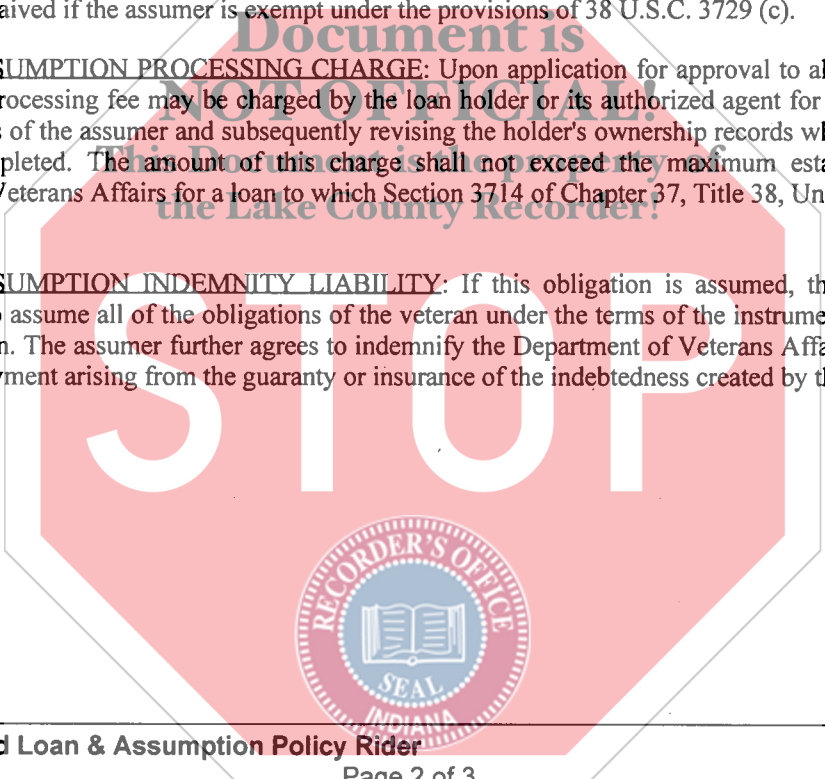 aived if the assumer is exempt under the provisions of 38 U.S.C. 3729 (c).
Document is
SUMPTION PROCESSING CHARGE: Upon application for approval to al
NOT OFFICIAL!
rocessing fee may be charged by the loan holder or its authorized agent for
s of the assumer and subsequently revising the holder's ownership records wh
This Document is the property of
pleted. The amount of this charge shall not exceed the maximum esta
Veterans Affairs for a loan to which Section 3714 of Chapter 37, Title 38, Un
the Lake County Recorder!
SUMPTION INDEMNITY LIABILITY: If this obligation is assumed, th
o assume all of the obligations of the veteran under the terms of the instrume
n. The assumer further agrees to indemnify the Department of Veterans Affa
yment arising from the guaranty or insurance of the indebtedness created by th
STOP
RECORDER'S OFFICE
SEAL
INDIANA
d Loan & Assumption Policy Rider
Page 2 of 3